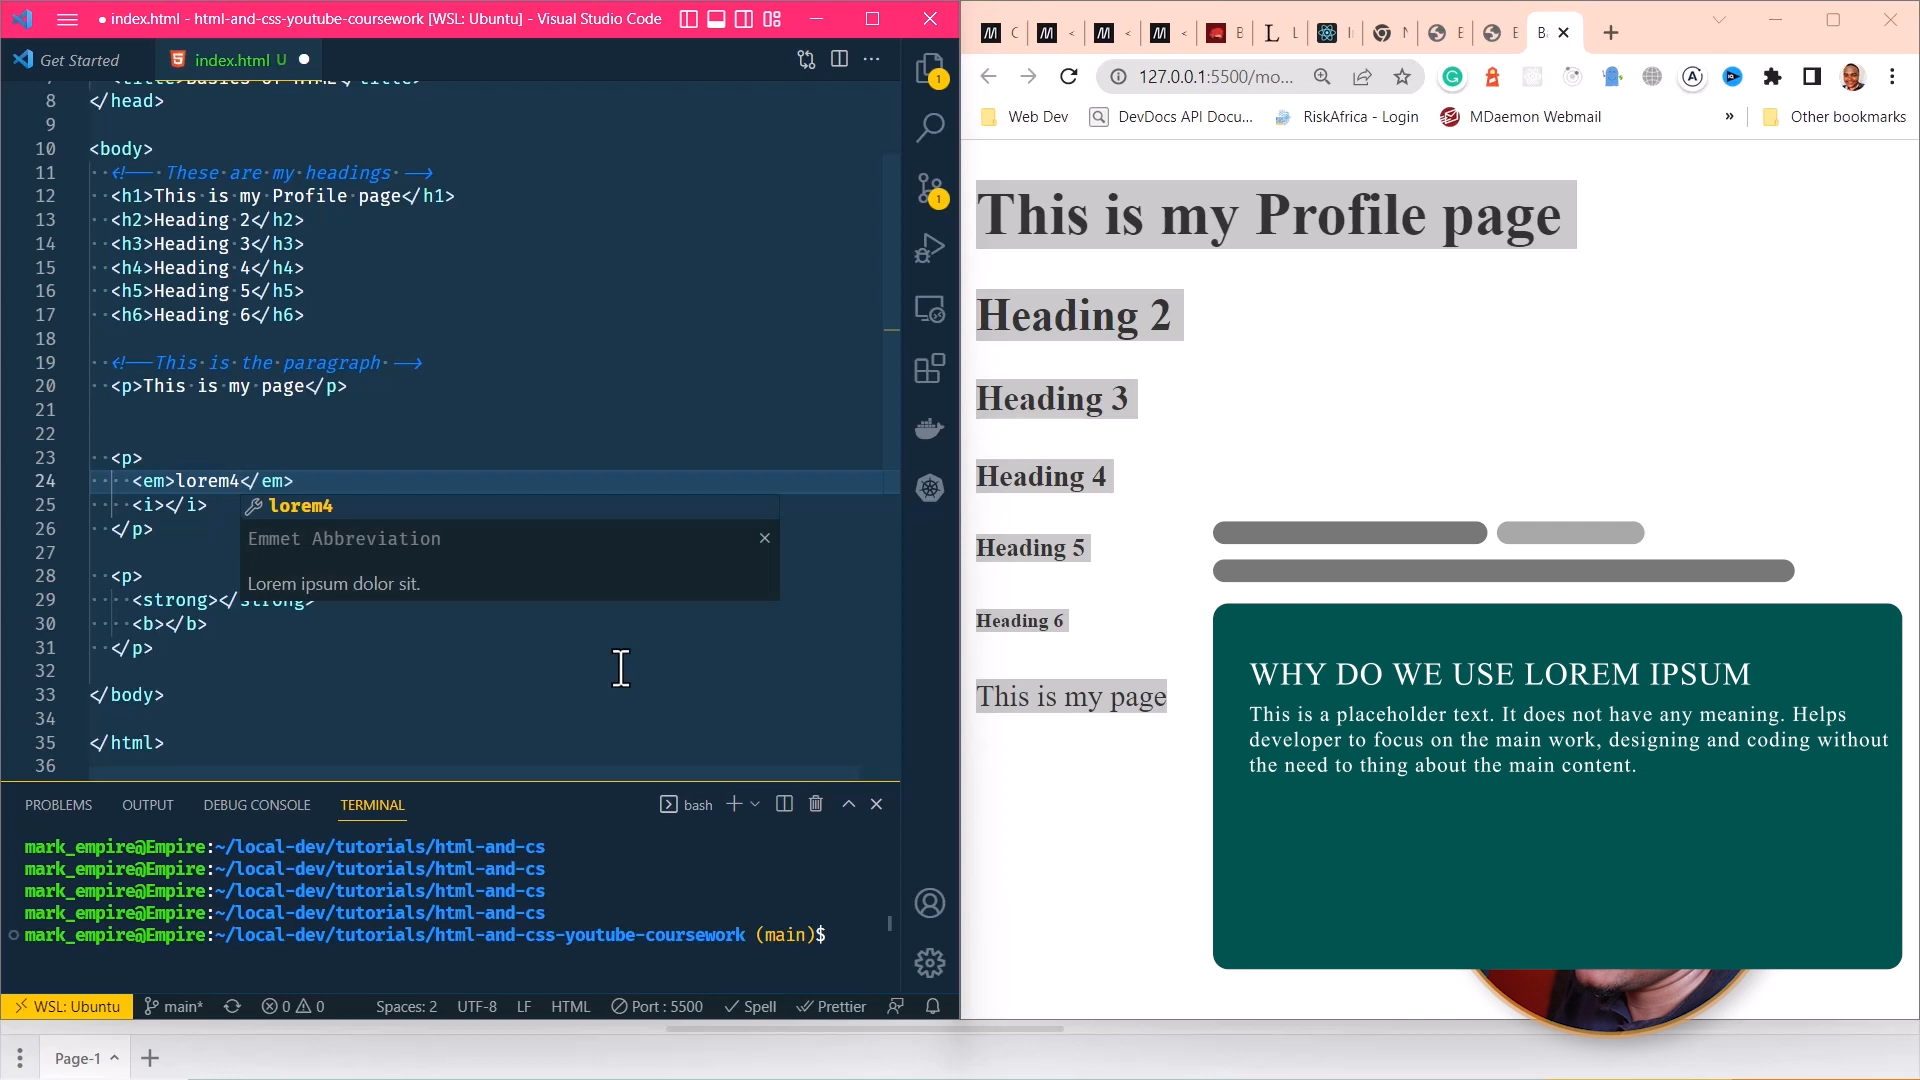 index.html - html-and-css-youtube-coursework [WSL: Ubuntu] - Visual Studio Code
Get Started
index.html U
8 </head>
9
10 <body>
11 <!-- These are my headings -->
12 <h1>This is my Profile page</h1>
13 <h2>Heading 2</h2>
14 <h3>Heading 3</h3>
15 <h4>Heading 4</h4>
16 <h5>Heading 5</h5>
17 <h6>Heading 6</h6>
18
19 <!--This is the paragraph -->
20 <p>This is my page</p>
21
22
23 <p>
24 <em>lorem4</em>
25 <i></i>
26 </p>
27
28 <p>
29 <strong></strong>
30 <b></b>
31 </p>
32
33 </body>
34
35 </html>
36
lorem4
Emmet Abbreviation
Lorem ipsum dolor sit.
1
1
PROBLEMS
OUTPUT
DEBUG CONSOLE
TERMINAL
bash
mark_empire@Empire:~/local-dev/tutorials/html-and-cs
mark_empire@Empire:~/local-dev/tutorials/html-and-cs
mark_empire@Empire:~/local-dev/tutorials/html-and-cs
mark_empire@Empire:~/local-dev/tutorials/html-and-cs
mark_empire@Empire:~/local-dev/tutorials/html-and-css-youtube-coursework (main)$
WSL: Ubuntu
main*
0 0
Spaces: 2
UTF-8
LF
HTML
Port : 5500
Spell
Prettier
Page-1
127.0.0.1:5500/mo...
Web Dev
DevDocs API Docu...
RiskAfrica - Login
MDaemon Webmail
»
Other bookmarks
This is my Profile page
Heading 2
Heading 3
Heading 4
Heading 5
Heading 6
This is my page
WHY DO WE USE LOREM IPSUM
This is a placeholder text. It does not have any meaning. Helps
developer to focus on the main work, designing and coding without
the need to thing about the main content.